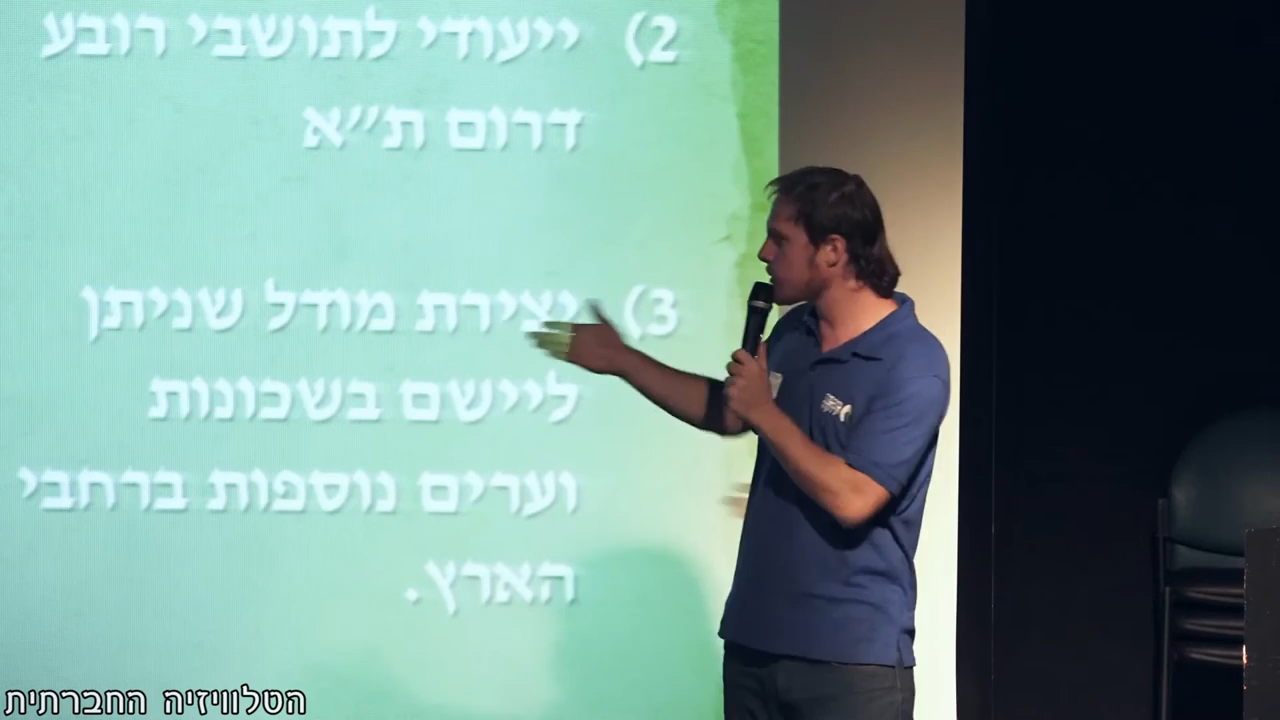 2) ייעודי לתושבי רובע
דרום ת״א
3) יצירת מודל שניתן
ליישם בשכונות
וערים נוספות ברחבי
הארץ.
הטלוויזיה החברתית